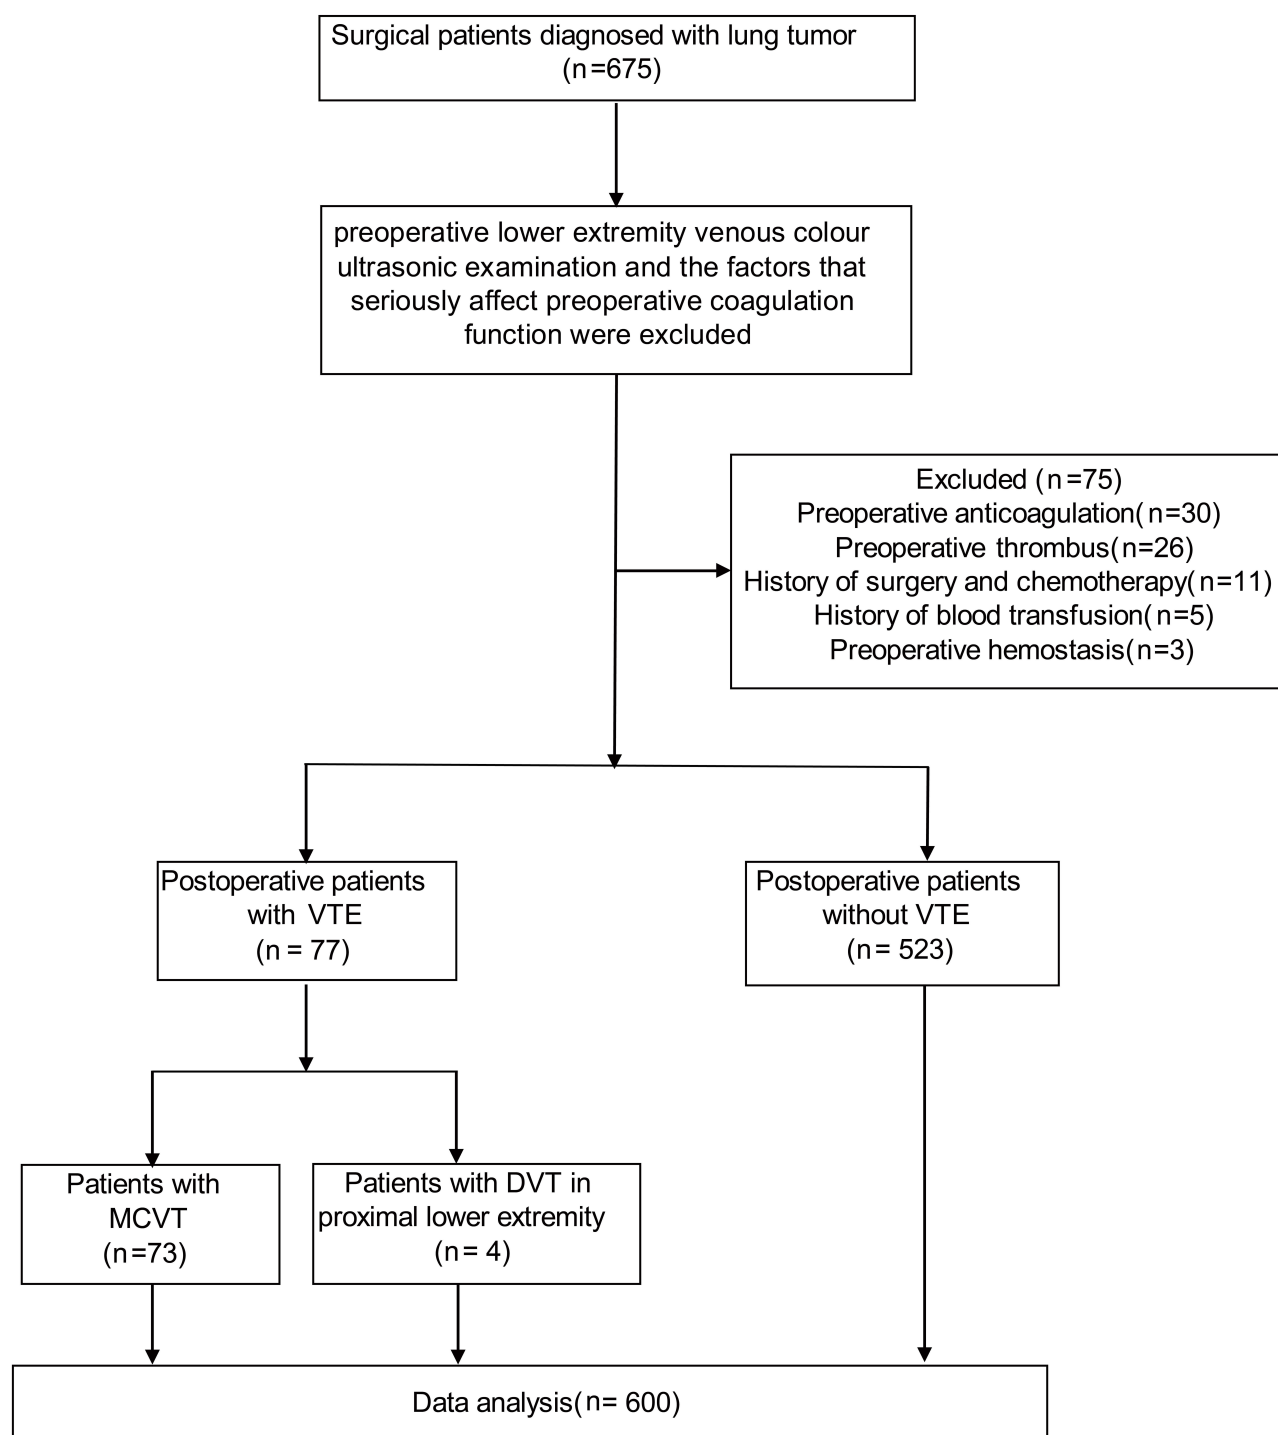 Surgical patients diagnosed with lung tumor
(n=675)
preoperative lower extremity venous colour
ultrasonic examination and the factors that
seriously affect preoperative coagulation
function were excluded
Excluded (n=75)
Preoperative anticoagulation(n=30)
Preoperative thrombus(n=26)
History of surgery and chemotherapy(n=11)
History of blood transfusion(n=5)
Preoperative hemostasis(n=3)
Postoperative patients
with VTE
(n = 77)
Postoperative patients
without VTE
(n = 523)
Patients with
MCVT
(n=73)
Patients with DVT in
proximal lower extremity
(n= 4)
Data analysis(n= 600)